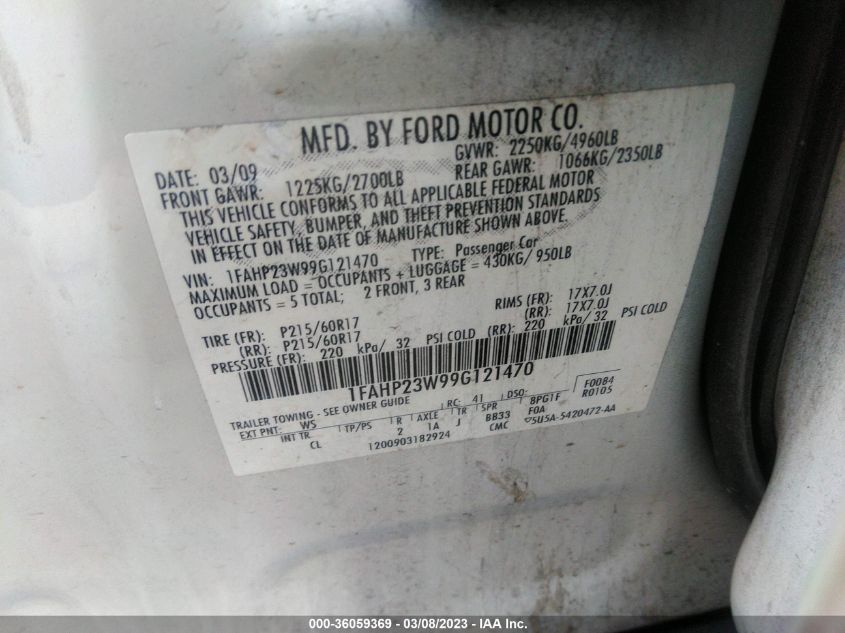 MFD. BY FORD MOTOR CO.
DATE: 03/09 GVWR: 2250KG/4960LB
FRONT GAWR: 1225KG/2700LB REAR GAWR: 1066KG/2350LB
THIS VEHICLE CONFORMS TO ALL APPLICABLE FEDERAL MOTOR
VEHICLE SAFETY, BUMPER, AND THEFT PREVENTION STANDARDS
IN EFFECT ON THE DATE OF MANUFACTURE SHOWN ABOVE.
VIN: 1FAHP23W99G121470 TYPE: Passenger Car
MAXIMUM LOAD = OCCUPANTS + LUGGAGE = 430KG/ 950LB
OCCUPANTS = 5 TOTAL; 2 FRONT, 3 REAR
TIRE (FR): P215/60R17 RIMS (FR): 17X7.0J
(RR): P215/60R17 (RR): 17X7.0J
PRESSURE (FR): 220 kPa/ 32 PSI COLD (RR): 220 kPa/ 32 PSI COLD
1FAHP23W99G121470
F0084
R0105
TRAILER TOWING - SEE OWNER GUIDE RC: 41 DSO:
EXT PNT: WS TP/PS R AXLE TR SPR 8PG1F
INT TR 2 1A J BB33 F0A
CL 1200903182924 CMC 5U5A-5420472-AA
000-36059369 - 03/08/2023 - IAA Inc.